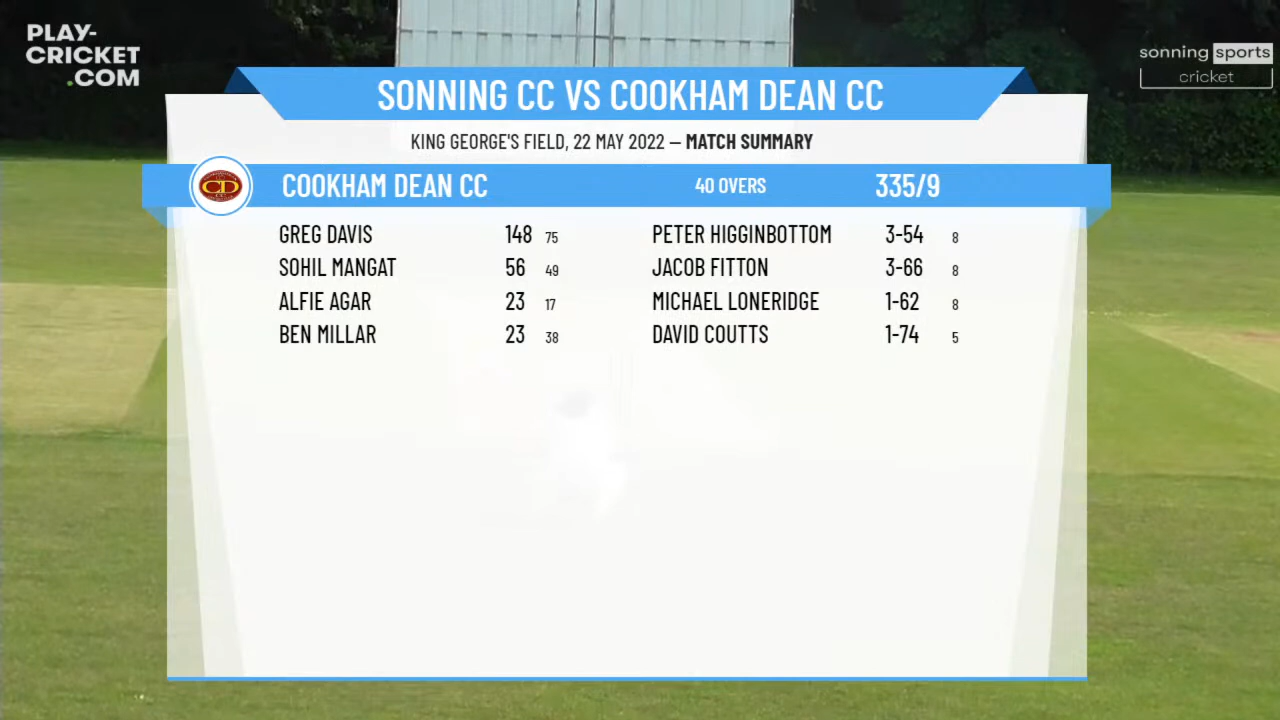 PLAY-
CRICKET
.COM
sonning sports
cricket
SONNING CC VS COOKHAM DEAN CC
KING GEORGE'S FIELD, 22 MAY 2022 – MATCH SUMMARY
CD
COOKHAM DEAN CC 40 OVERS 335/9
GREG DAVIS 148 75 PETER HIGGINBOTTOM 3-54 8
SOHIL MANGAT 56 49 JACOB FITTON 3-66 8
ALFIE AGAR 23 17 MICHAEL LONERIDGE 1-62 8
BEN MILLAR 23 38 DAVID COUTTS 1-74 5